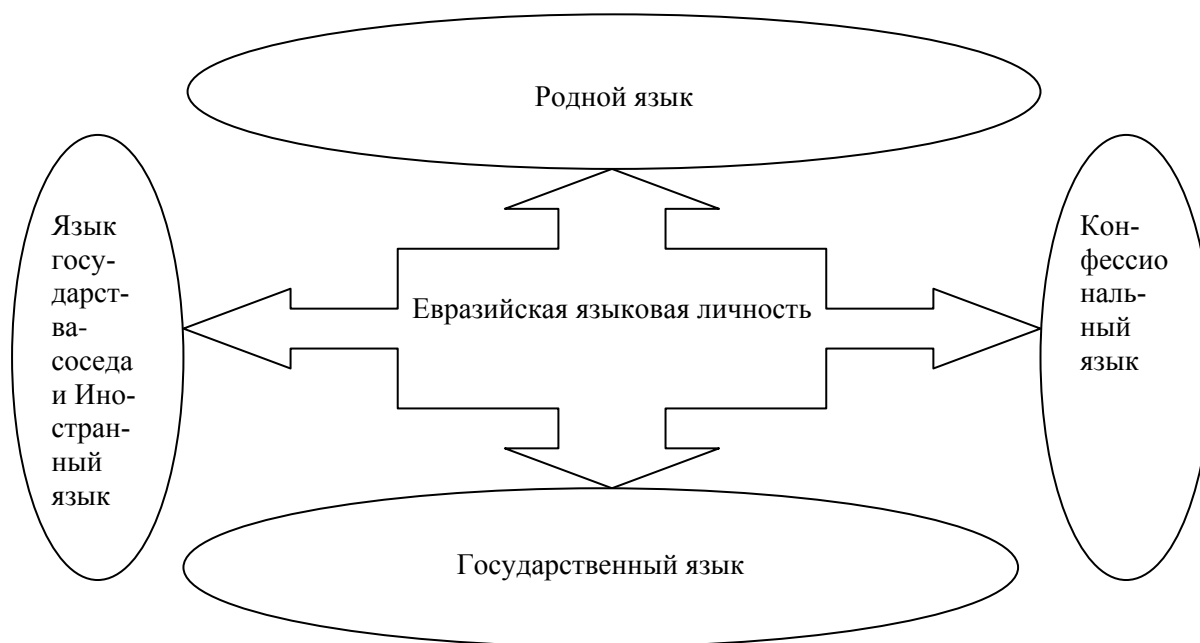 Родной язык
Язык
госу-
дарст-
ва-
соседа
и Ино-
стран-
ный
язык
Евразийская языковая личность
Кон-
фессио
наль-
ный
язык
Государственный язык